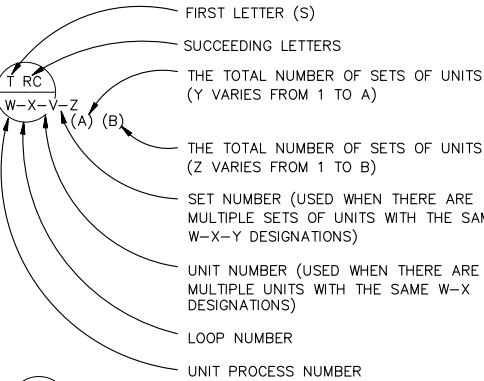 FIRST LETTER (S)
SUCCEEDING LETTERS
T RC
W-X-V-Z
(A) (B)
THE TOTAL NUMBER OF SETS OF UNITS
(Y VARIES FROM 1 TO A)
THE TOTAL NUMBER OF SETS OF UNITS
(Z VARIES FROM 1 TO B)
SET NUMBER (USED WHEN THERE ARE
MULTIPLE SETS OF UNITS WITH THE
W-X-Y DESIGNATIONS)
UNIT NUMBER (USED WHEN THERE ARE
MULTIPLE UNITS WITH THE SAME W-X
DESIGNATIONS)
LOOP NUMBER
UNIT PROCESS NUMBER